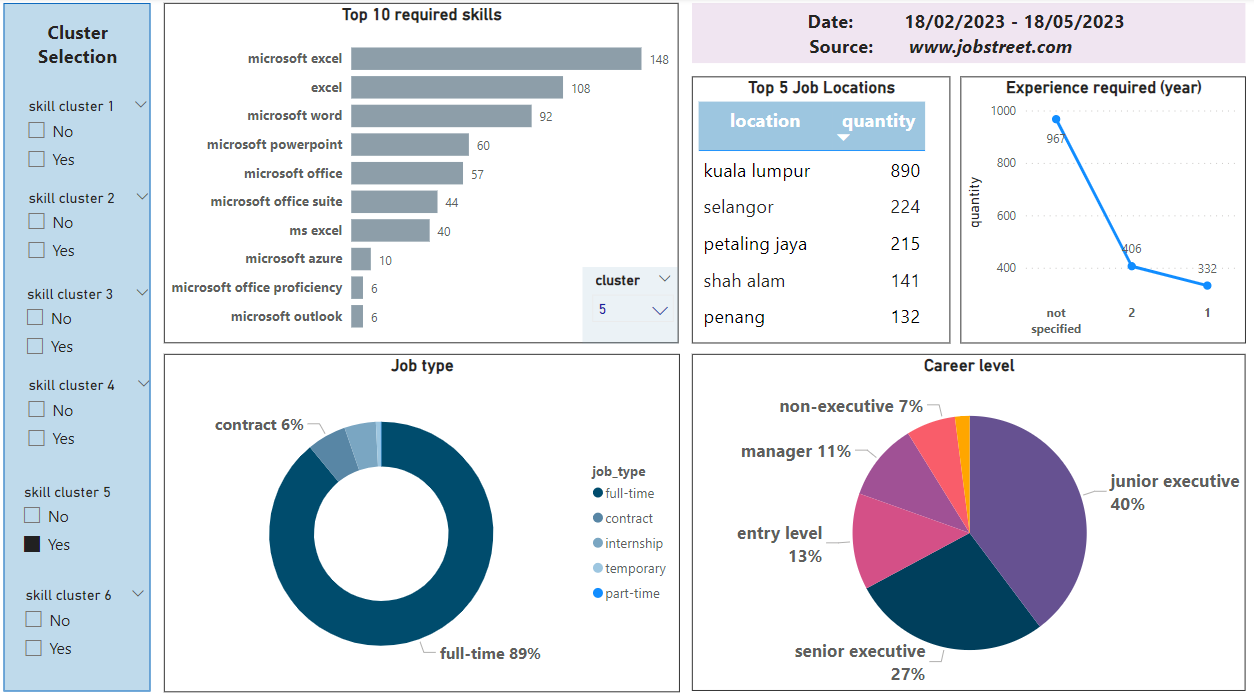 Cluster
Selection
skill cluster 1
No
Yes
skill cluster 2
No
Yes
skill cluster 3
No
Yes
skill cluster 4
No
Yes
skill cluster 5
No
Yes
skill cluster 6
No
Yes
Top 10 required skills
microsoft excel 148
excel 108
microsoft word 92
microsoft powerpoint 60
microsoft office 57
microsoft office suite 44
ms excel 40
microsoft azure 10
microsoft office proficiency 6
microsoft outlook 6
cluster
5
Date: 18/02/2023 - 18/05/2023
Source: www.jobstreet.com
Top 5 Job Locations
location quantity
kuala lumpur 890
selangor 224
petaling jaya 215
shah alam 141
penang 132
Experience required (year)
quantity
1000
800
600
400
967
406
332
not
specified
2
1
Job type
contract 6%
full-time 89%
job_type
full-time
contract
internship
temporary
part-time
Career level
non-executive 7%
manager 11%
entry level
13%
senior executive
27%
junior executive
40%